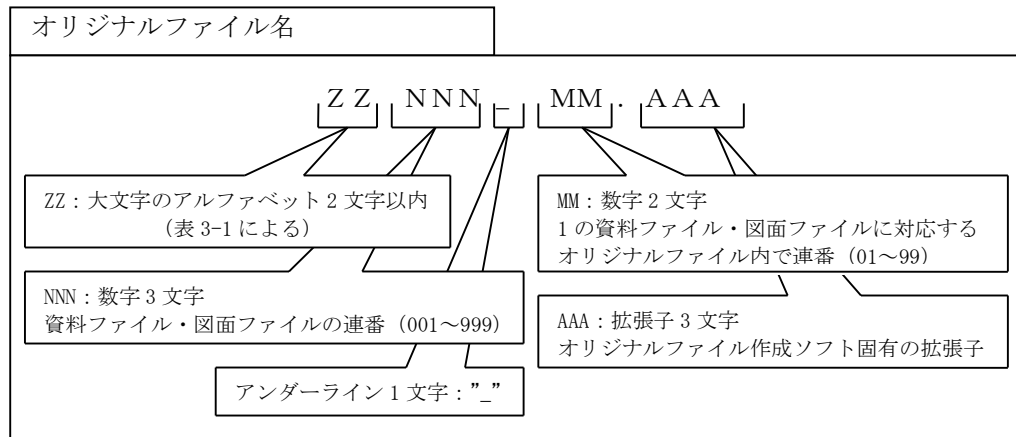 オリジナルファイル名
ZZ NNN _ MM . AAA
ZZ：大文字のアルファベット2文字以内
（表3-1による）
NNN：数字3文字
資料ファイル・図面ファイルの連番（001～999）
アンダーライン1文字：”_”
MM：数字2文字
1の資料ファイル・図面ファイルに対応する
オリジナルファイル内で連番（01～99）
AAA：拡張子3文字
オリジナルファイル作成ソフト固有の拡張子